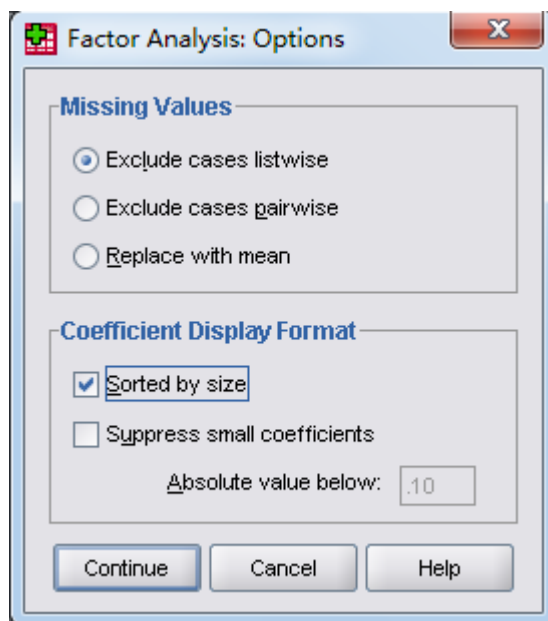 Factor Analysis: Options
Missing Values
Exclude cases listwise
Exclude cases pairwise
Replace with mean
Coefficient Display Format
Sorted by size
Suppress small coefficients
Absolute value below: .10
Continue Cancel Help